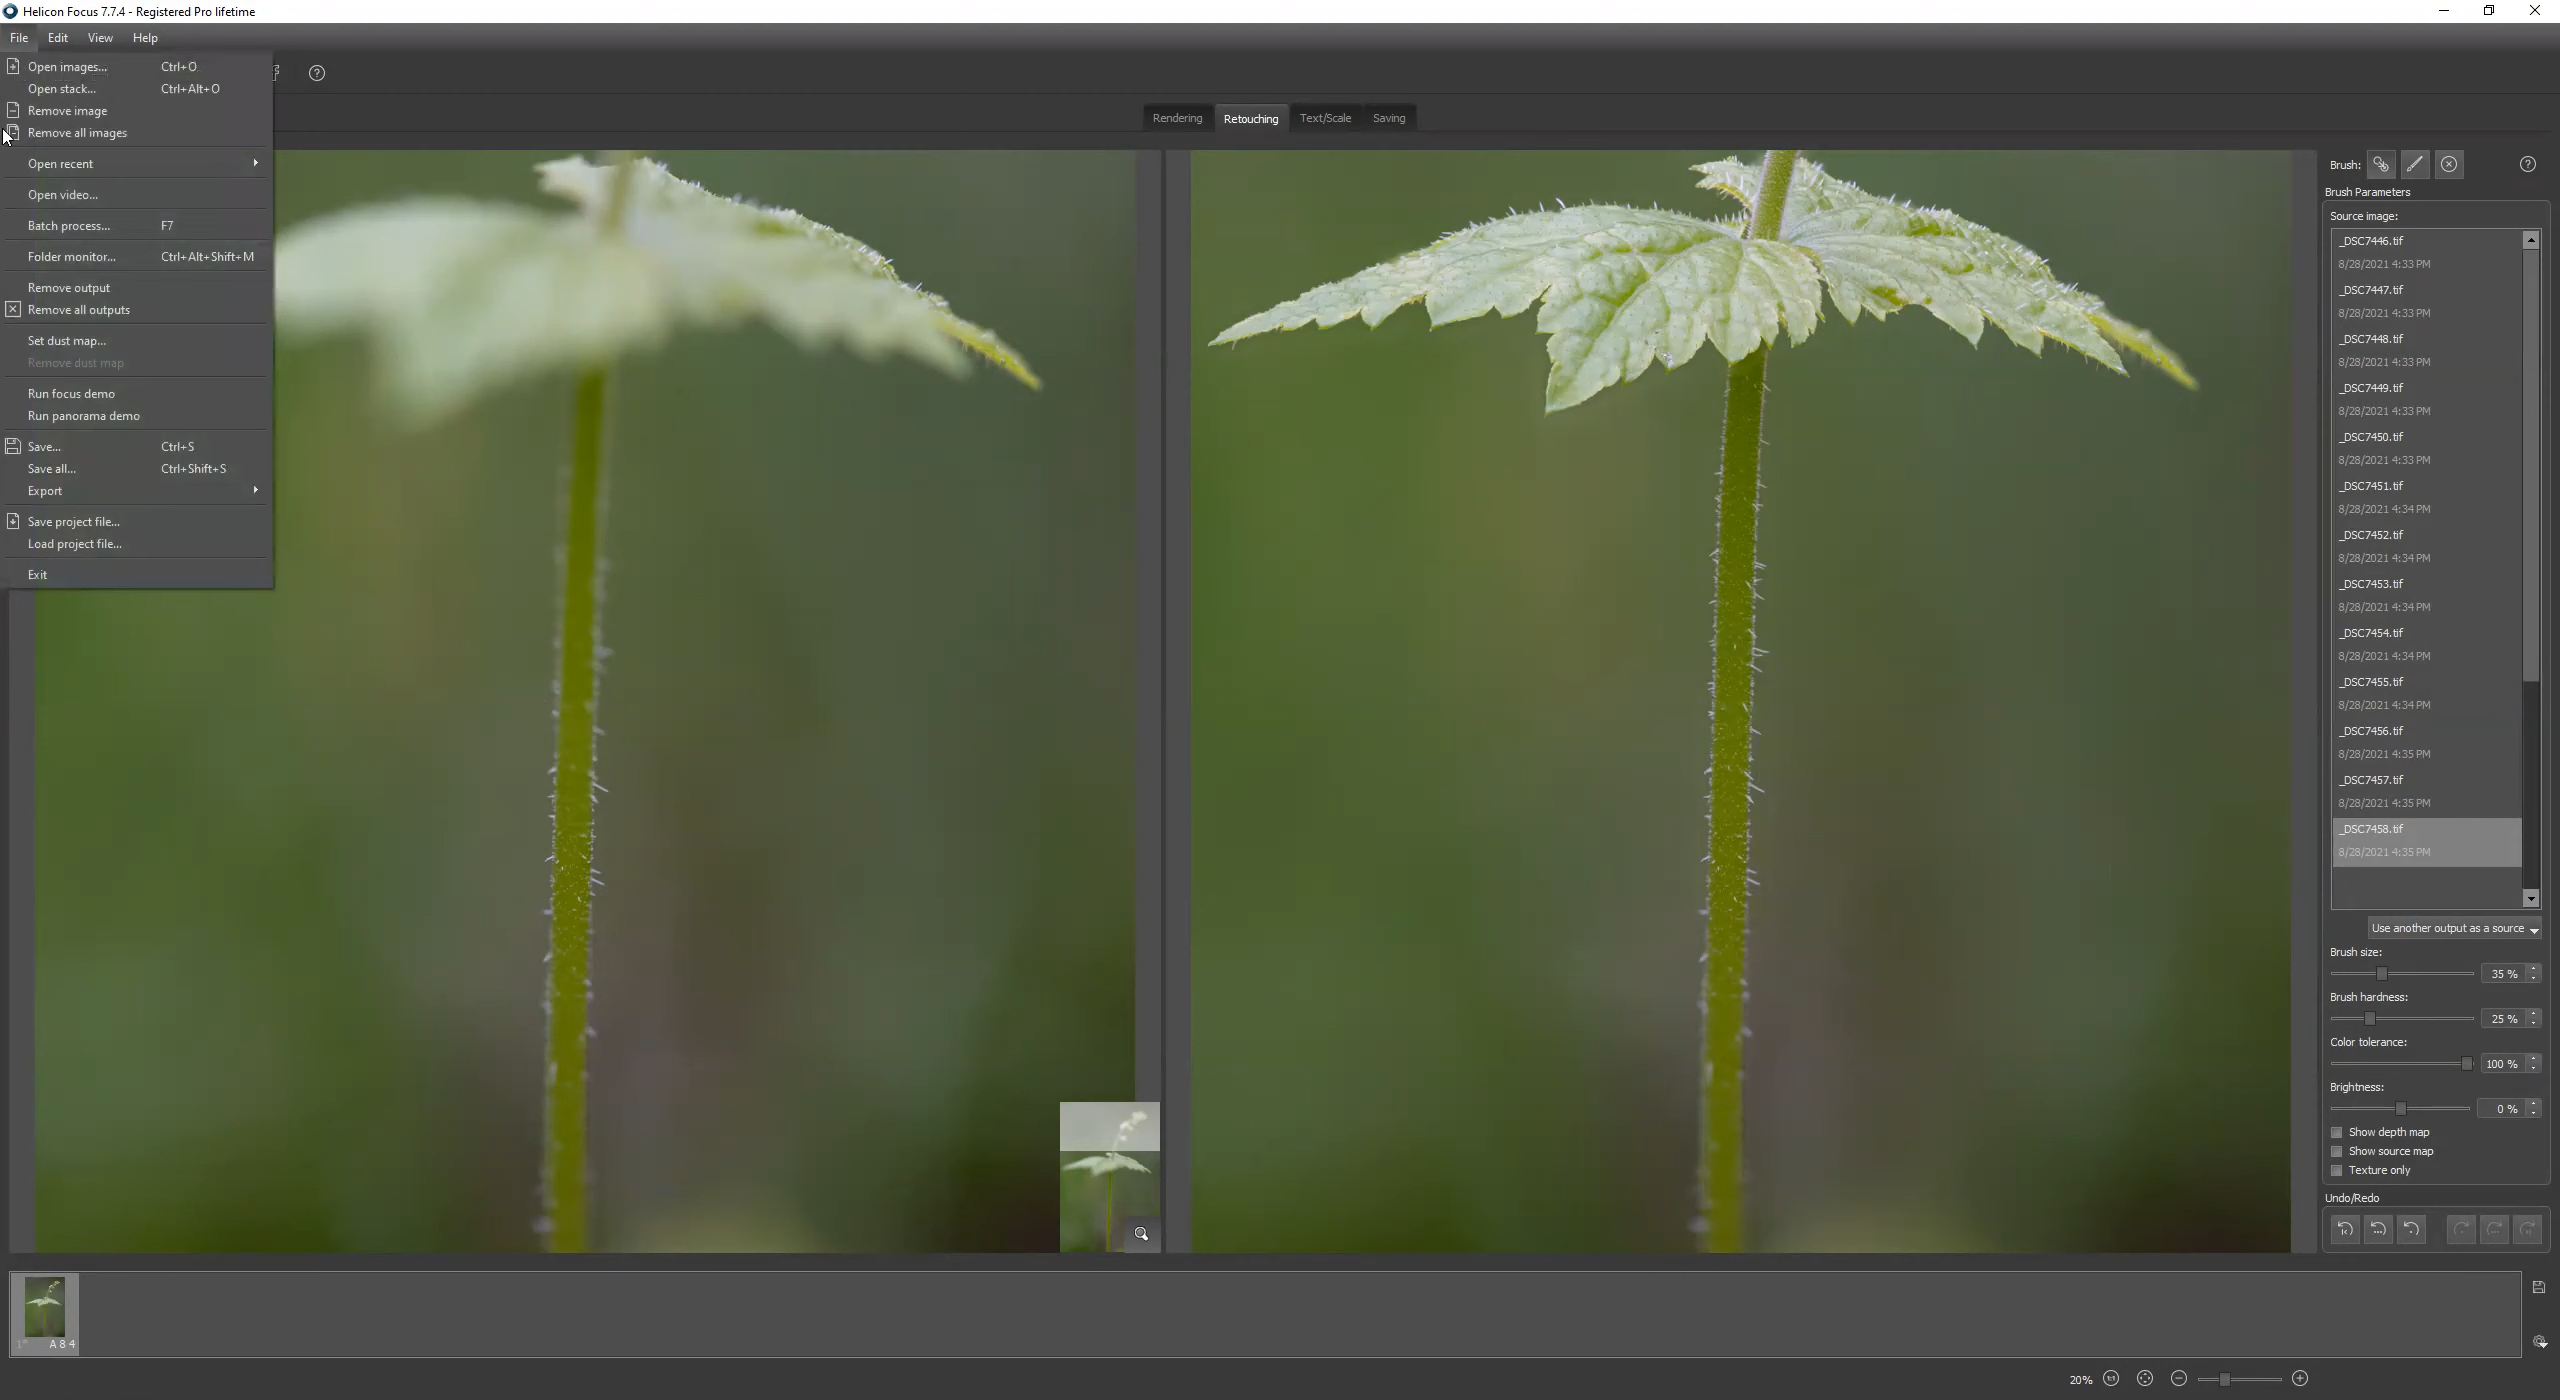 Helicon Focus 7.7.4 - Registered Pro lifetime
File Edit View Help
Open images... Ctrl+O
Open stack... Ctrl+Alt+O
Remove image
Remove all images
Open recent
Open video...
Batch process... F7
Folder monitor... Ctrl+Alt+Shift+M
Remove output
Remove all outputs
Set dust map...
Remove dust map
Run focus demo
Run panorama demo
Save... Ctrl+S
Save all... Ctrl+Shift+S
Export
Save project file...
Load project file...
Exit
Rendering Retouching Text/Scale Saving
Brush:
Brush Parameters
Source image:
_DSC7446.tif
8/28/2021 4:33 PM
_DSC7447.tif
8/28/2021 4:33 PM
_DSC7448.tif
8/28/2021 4:33 PM
_DSC7449.tif
8/28/2021 4:33 PM
_DSC7450.tif
8/28/2021 4:33 PM
_DSC7451.tif
8/28/2021 4:34 PM
_DSC7452.tif
8/28/2021 4:34 PM
_DSC7453.tif
8/28/2021 4:34 PM
_DSC7454.tif
8/28/2021 4:34 PM
_DSC7455.tif
8/28/2021 4:34 PM
_DSC7456.tif
8/28/2021 4:35 PM
_DSC7457.tif
8/28/2021 4:35 PM
_DSC7458.tif
8/28/2021 4:35 PM
Use another output as a source
Brush size:
35 %
Brush hardness:
25 %
Color tolerance:
100 %
Brightness:
0 %
Show depth map
Show source map
Texture only
Undo/Redo
A 8 4
20%